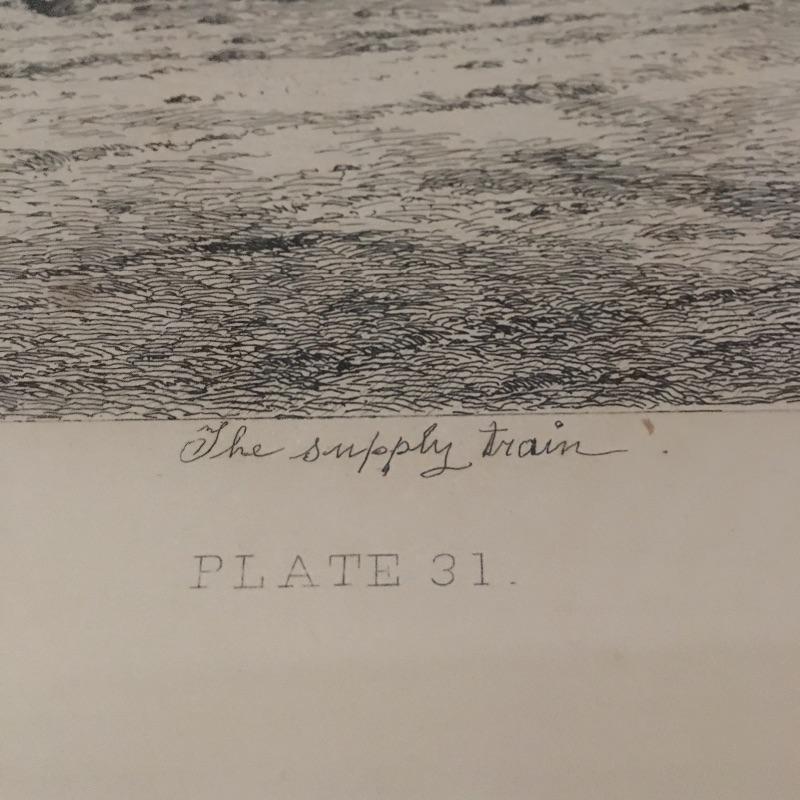 The supply train.
PLATE 31.